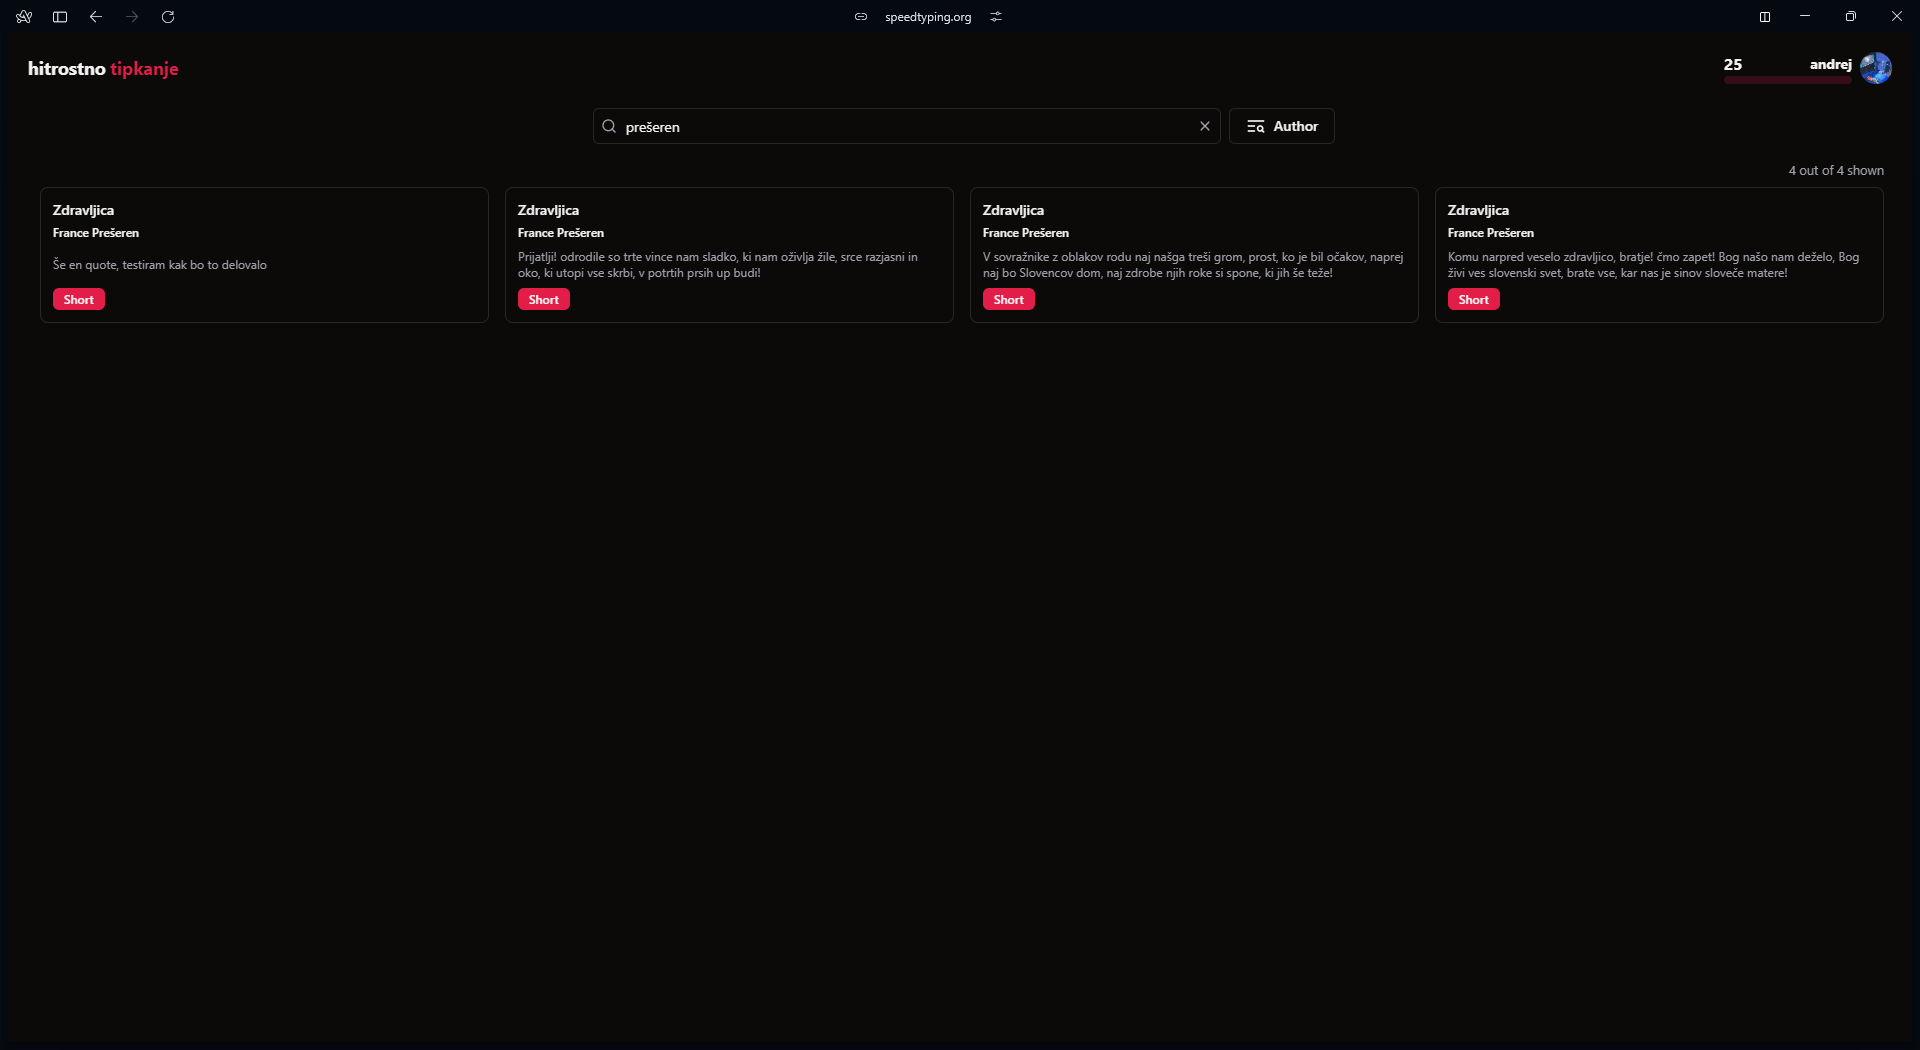 speedtyping.org
hitrostno tipkanje
25
andrej
prešeren
Author
4 out of 4 shown
Zdravljica
France Prešeren
Še en quote, testiram kak bo to delovalo
Short
Zdravljica
France Prešeren
Prijatlji! odrodile so trte vince nam sladko, ki nam oživlja žile, srce razjasni in
oko, ki utopi vse skrbi, v potrtih prsih up budi!
Short
Zdravljica
France Prešeren
V sovražnike z oblakov rodu naj našga treši grom, prost, ko je bil očakov, naprej
naj bo Slovencov dom, naj zdrobe njih roke si spone, ki jih še teže!
Short
Zdravljica
France Prešeren
Komu narpred veselo zdravljico, bratje! čmo zapet! Bog našo nam deželo, Bog
živi ves slovenski svet, brate vse, kar nas je sinov sloveče matere!
Short